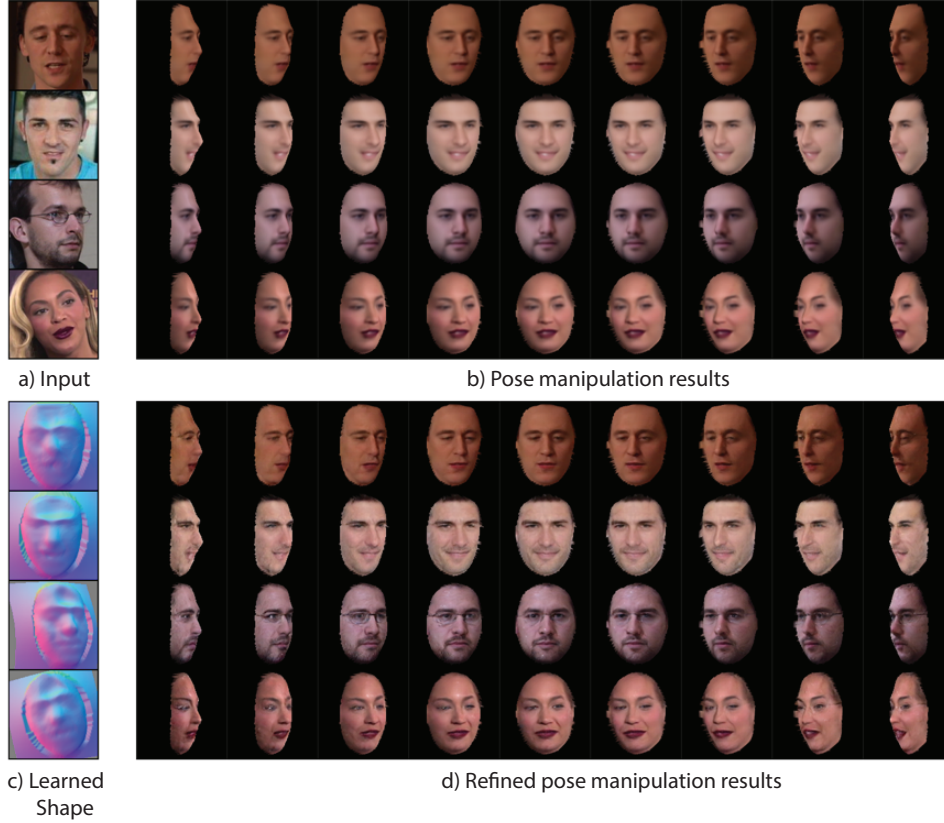 a) Input
b) Pose manipulation results
c) Learned
Shape
d) Refined pose manipulation results